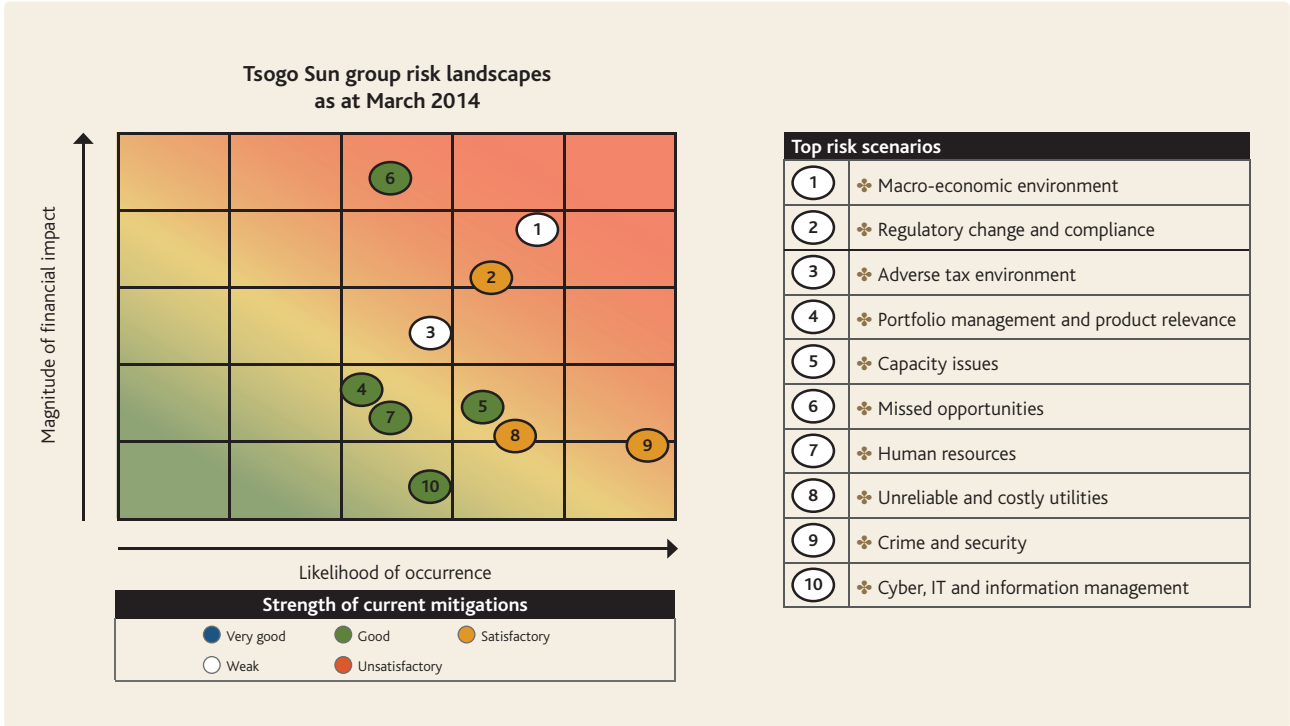 Tsogo Sun group risk landscapes
as at March 2014
Magnitude of financial impact
6
1
2
3
4
7
5
8
9
10
Likelihood of occurrence
Strength of current mitigations
Very good
Good
Satisfactory
Weak
Unsatisfactory
Top risk scenarios
1 Macro-economic environment
2 Regulatory change and compliance
3 Adverse tax environment
4 Portfolio management and product relevance
5 Capacity issues
6 Missed opportunities
7 Human resources
8 Unreliable and costly utilities
9 Crime and security
10 Cyber, IT and information management